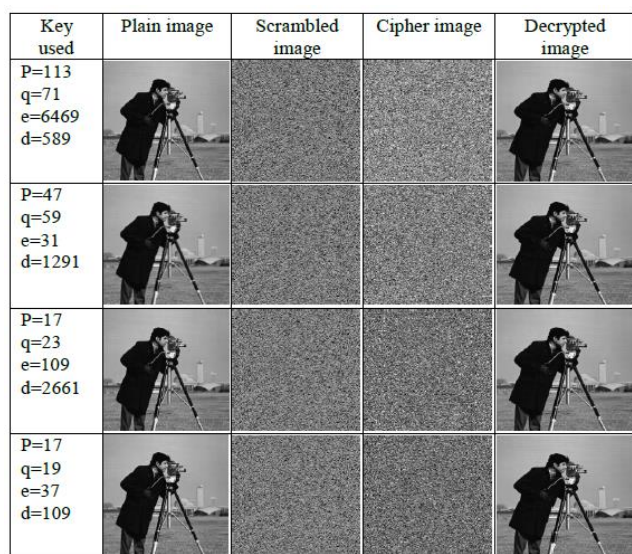 Key used
Plain image
Scrambled image
Cipher image
Decrypted image
P=113
q=71
e=6469
d=589
P=47
q=59
e=31
d=1291
P=17
q=23
e=109
d=2661
P=17
q=19
e=37
d=109